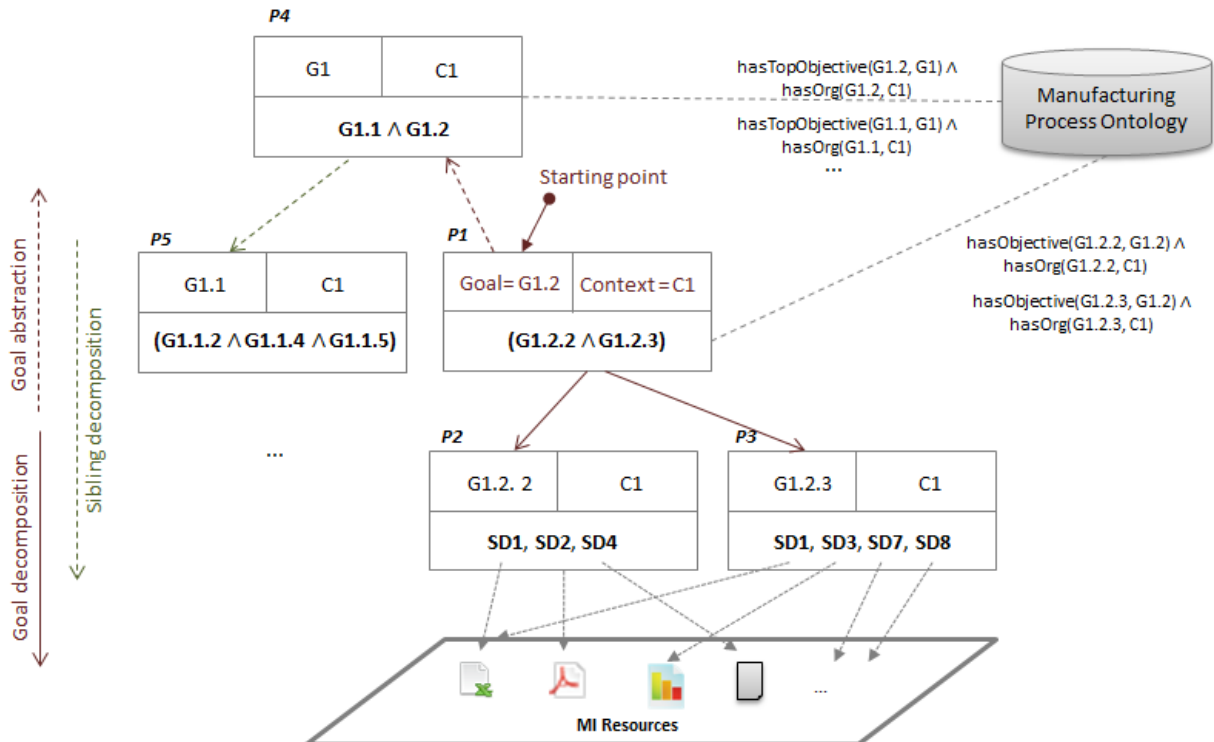 P4
G1
C1
G1.1 ∧ G1.2
hasTopObjective(G1.2, G1) ∧
hasOrg(G1.2, C1)
hasTopObjective(G1.1, G1) ∧
hasOrg(G1.1, C1)
...
Manufacturing
Process Ontology
Starting point
Goal abstraction
Goal decomposition
Sibling decomposition
P5
G1.1
C1
(G1.1.2 ∧ G1.1.4 ∧ G1.1.5)
...
P1
Goal= G1.2
Context = C1
(G1.2.2 ∧ G1.2.3)
hasObjective(G1.2.2, G1.2) ∧
hasOrg(G1.2.2, C1)
hasObjective(G1.2.3, G1.2) ∧
hasOrg(G1.2.3, C1)
P2
G1.2. 2
C1
SD1, SD2, SD4
P3
G1.2.3
C1
SD1, SD3, SD7, SD8
...
MI Resources